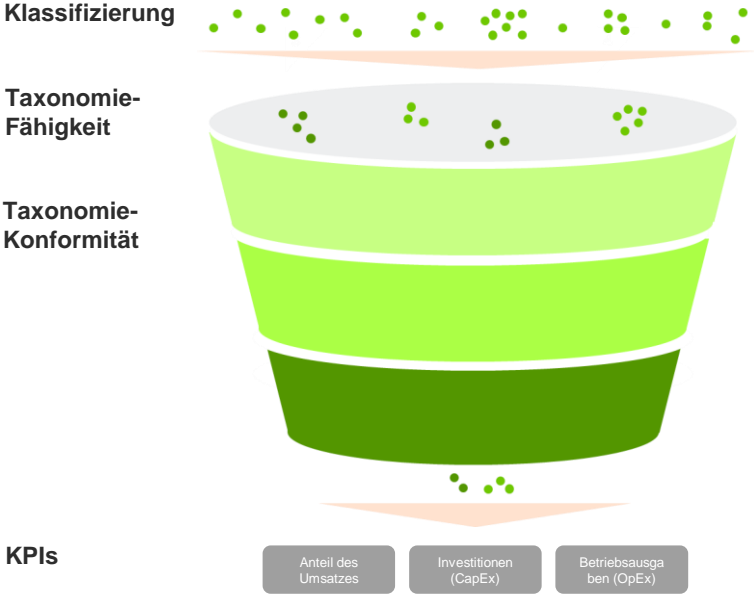 Klassifizierung
Taxonomie-
Fähigkeit
Taxonomie-
Konformität
KPIs
Anteil des
Umsatzes
Investitionen
(CapEx)
Betriebsausga
ben (OpEx)